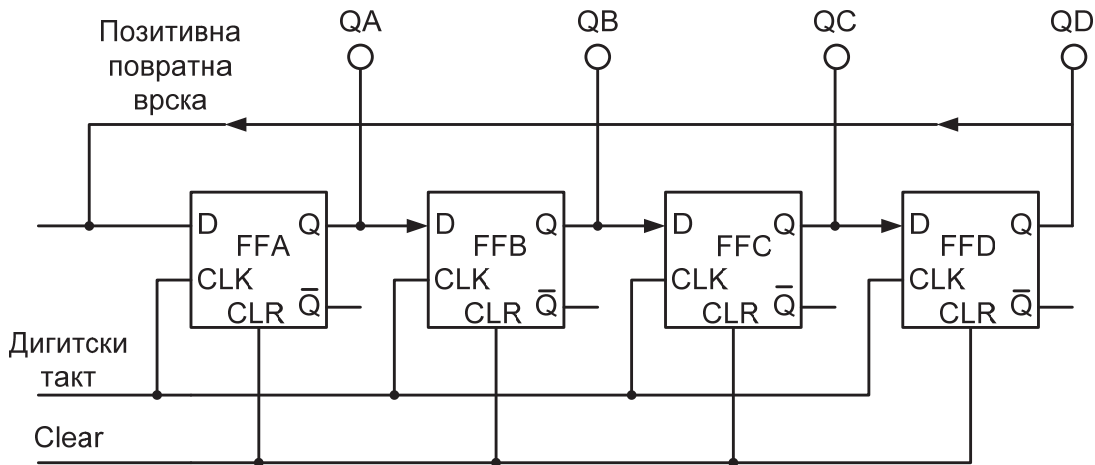 Позитивна
повратна
врска
QA
QB
QC
QD
D
Q
FFA
CLK
CLR
Q̅
D
Q
FFB
CLK
CLR
Q̅
D
Q
FFC
CLK
CLR
Q̅
D
Q
FFD
CLK
CLR
Q̅
Дигитски
такт
Clear